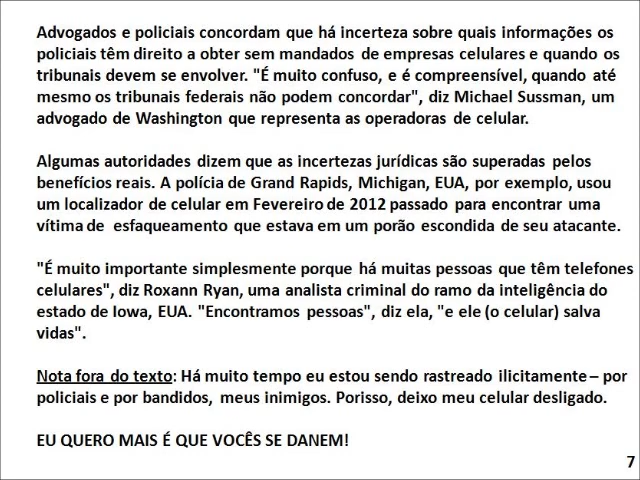 Advogados e policiais concordam que há incerteza sobre quais informações os
policiais têm direito a obter sem mandados de empresas celulares e quando os
tribunais devem se envolver. "É muito confuso, e é compreensível, quando até
mesmo os tribunais federais não podem concordar", diz Michael Sussman, um
advogado de Washington que representa as operadoras de celular.
Algumas autoridades dizem que as incertezas jurídicas são superadas pelos
benefícios reais. A polícia de Grand Rapids, Michigan, EUA, por exemplo, usou
um localizador de celular em Fevereiro de 2012 passado para encontrar uma
vítima de esfaqueamento que estava em um porão escondida de seu atacante.
"É muito importante simplesmente porque há muitas pessoas que têm telefones
celulares", diz Roxann Ryan, uma analista criminal do ramo da inteligência do
estado de Iowa, EUA. "Encontramos pessoas", diz ela, "e ele (o celular) salva
vidas".
Nota fora do texto: Há muito tempo eu estou sendo rastreado ilicitamente – por
policiais e por bandidos, meus inimigos. Porisso, deixo meu celular desligado.
EU QUERO MAIS É QUE VOCÊS SE DANEM!
7